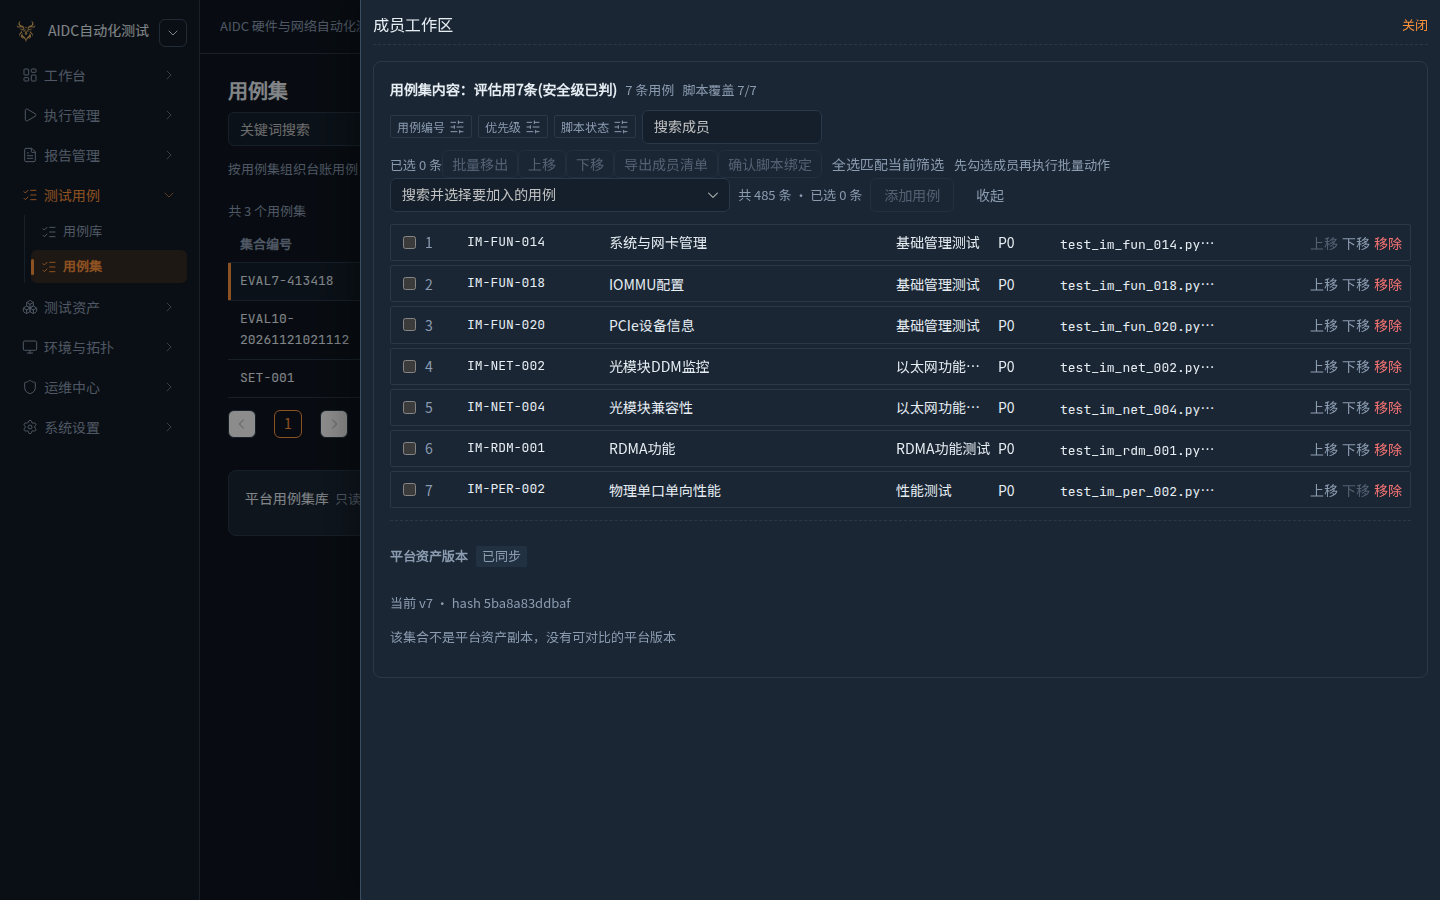 AIDC自动化测试
工作台
执行管理
报告管理
测试用例
用例库
用例集
测试资产
环境与拓扑
运维中心
系统设置
AIDC 硬件与网络自动化
用例集
关键词搜索
按用例集组织台账用例
共 3 个用例集
集合编号
EVAL7-413418
EVAL10-
20261121021112
SET-001
1
平台用例集库 只读
成员工作区
关闭
用例集内容：评估用7条(安全级已判) 7 条用例 脚本覆盖 7/7
用例编号 优先级 脚本状态 搜索成员
已选 0 条 批量移出 上移 下移 导出成员清单 确认脚本绑定 全选匹配当前筛选 先勾选成员再执行批量动作
搜索并选择要加入的用例 共 485 条 · 已选 0 条 添加用例 收起
1 IM-FUN-014 系统与网卡管理 基础管理测试 P0 test_im_fun_014.py… 上移 下移 移除
2 IM-FUN-018 IOMMU配置 基础管理测试 P0 test_im_fun_018.py… 上移 下移 移除
3 IM-FUN-020 PCIe设备信息 基础管理测试 P0 test_im_fun_020.py… 上移 下移 移除
4 IM-NET-002 光模块DDM监控 以太网功能… P0 test_im_net_002.py… 上移 下移 移除
5 IM-NET-004 光模块兼容性 以太网功能… P0 test_im_net_004.py… 上移 下移 移除
6 IM-RDM-001 RDMA功能 RDMA功能测试 P0 test_im_rdm_001.py… 上移 下移 移除
7 IM-PER-002 物理单口单向性能 性能测试 P0 test_im_per_002.py… 上移 下移 移除
平台资产版本 已同步
当前 v7 · hash 5ba8a83ddbaf
该集合不是平台资产副本，没有可对比的平台版本